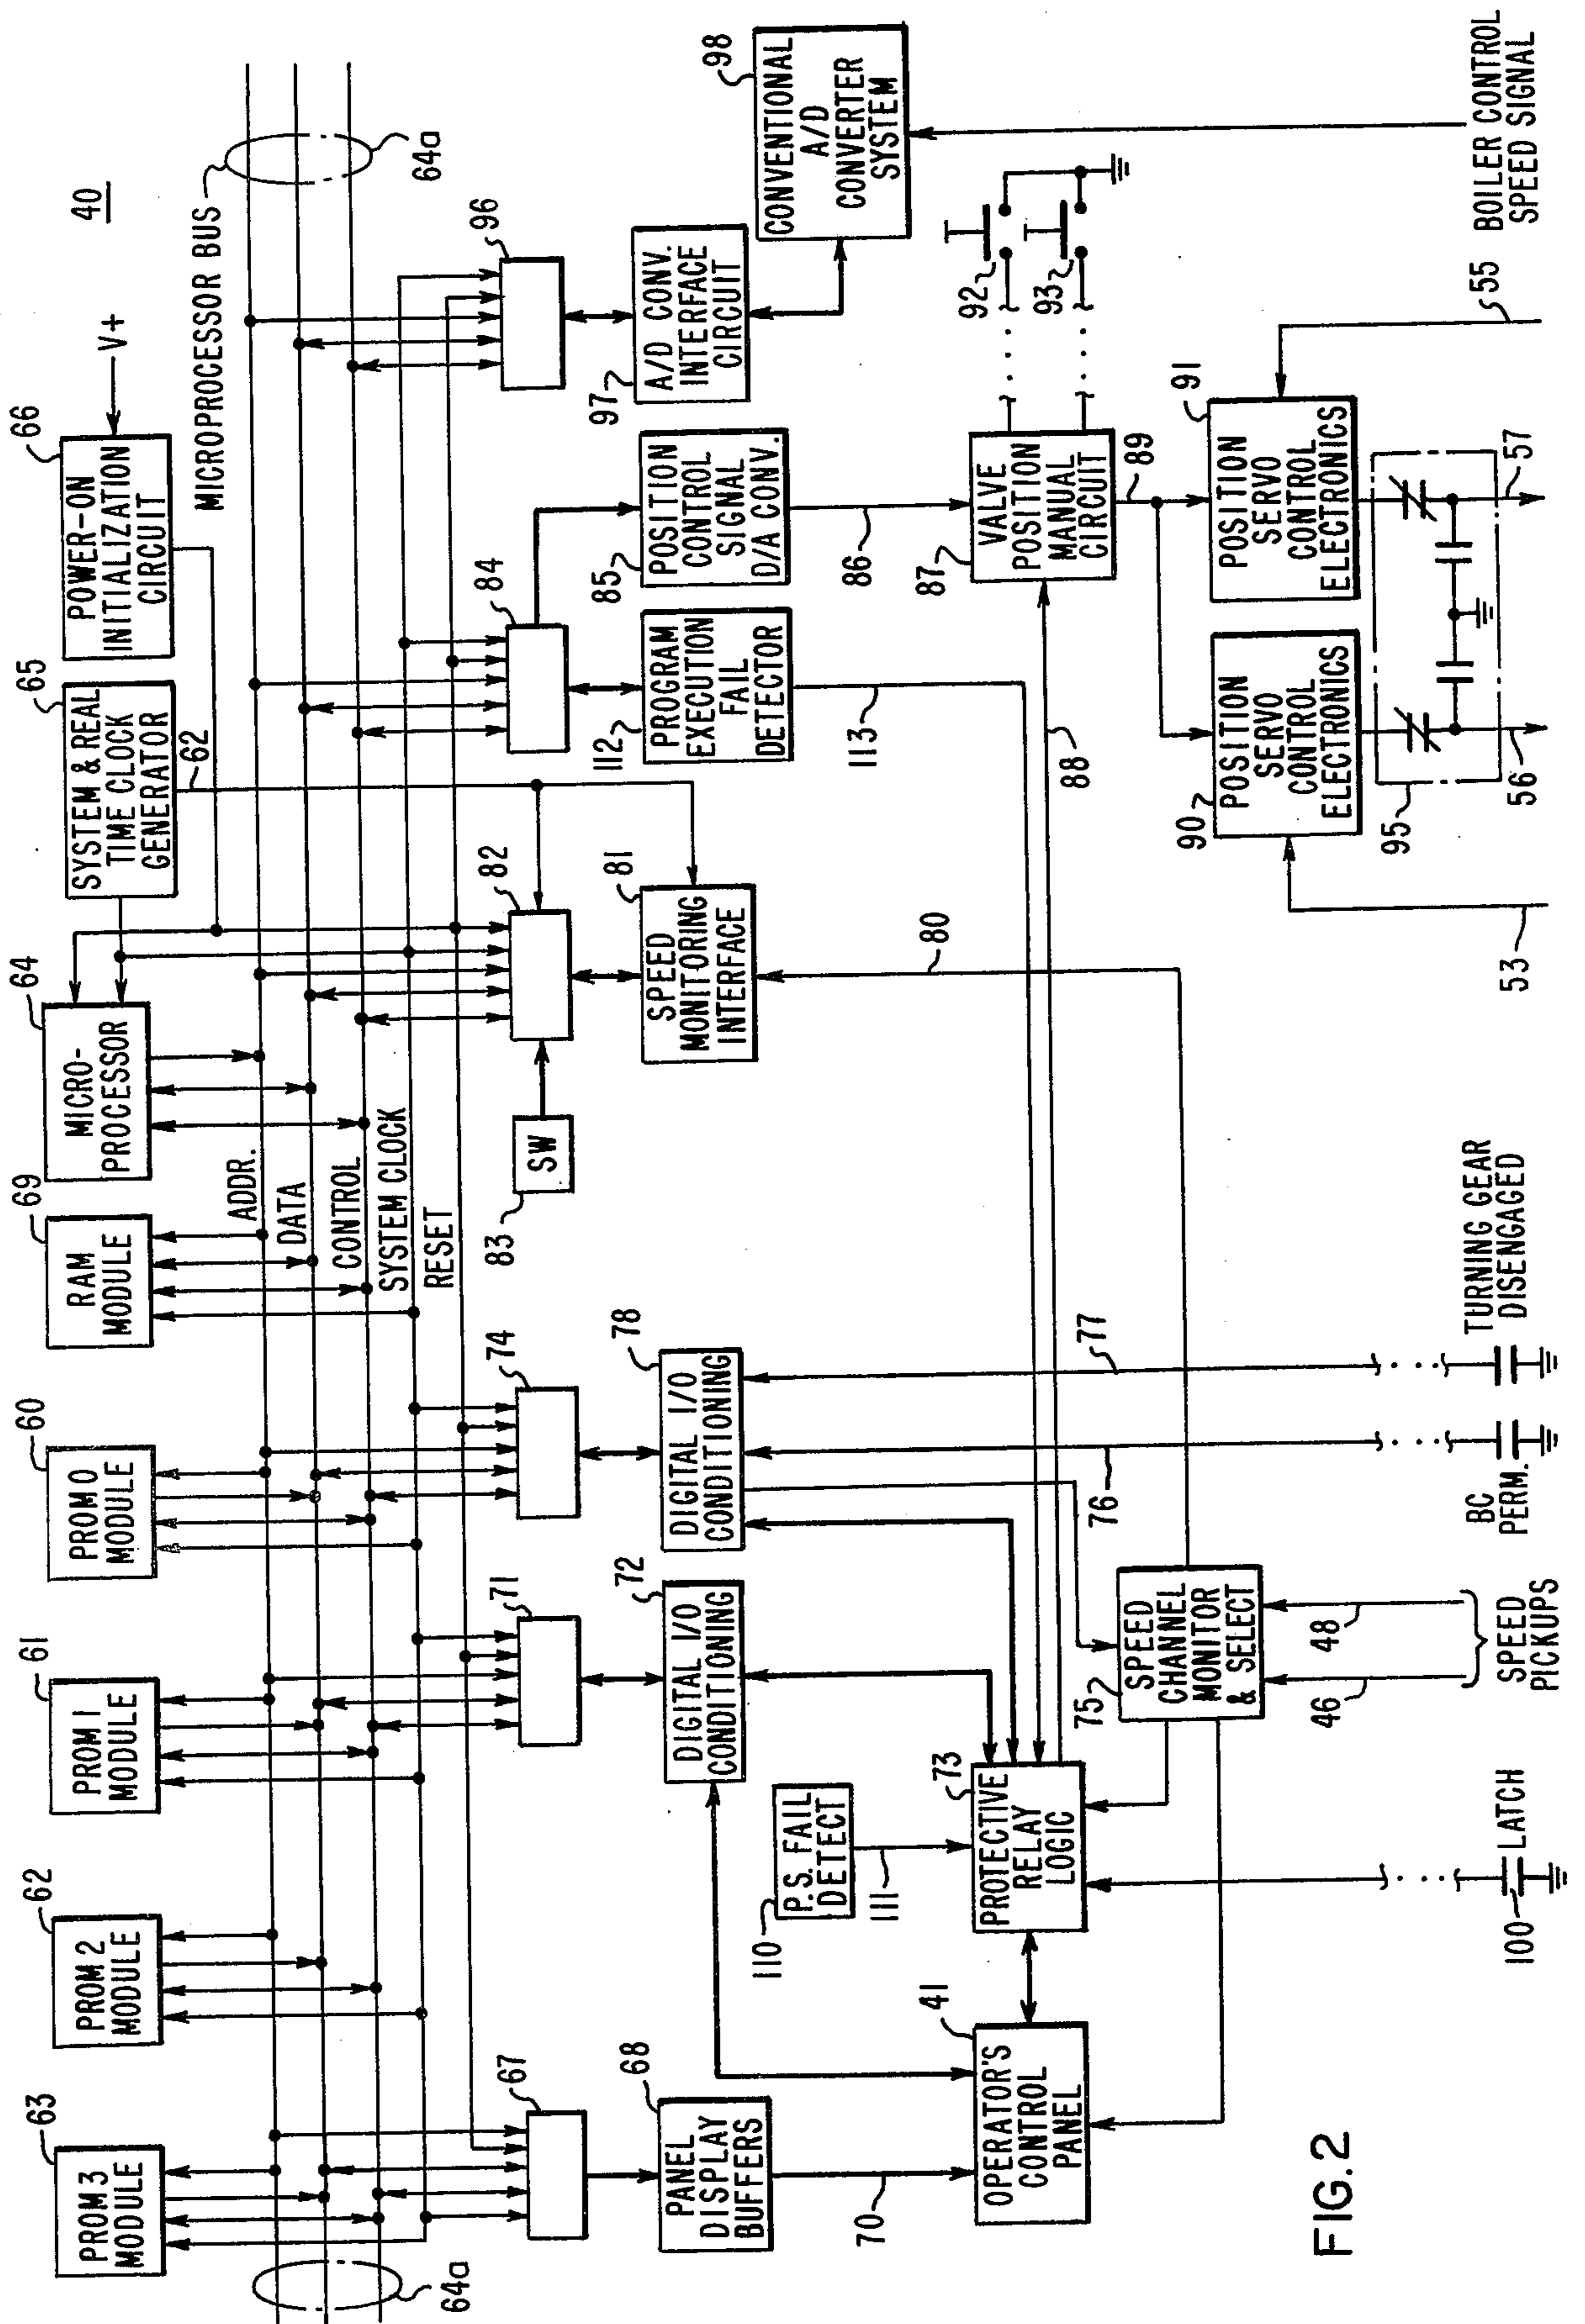 40
MICROPROCESSOR BUS
64a
63
PROM 3
MODULE
62
PROM 2
MODULE
61
PROM 1
MODULE
60
PROM 0
MODULE
69
RAM
MODULE
64
MICRO-
PROCESSOR
65
SYSTEM & REAL
TIME CLOCK
GENERATOR
62
66
POWER-ON
INITIALIZATION
CIRCUIT
V+
64a
ADDR.
DATA
CONTROL
SYSTEM CLOCK
RESET
67
71
74
82
84
96
83
SW
68
PANEL
DISPLAY
BUFFERS
70
72
DIGITAL I/O
CONDITIONING
78
DIGITAL I/O
CONDITIONING
81
SPEED
MONITORING
INTERFACE
80
112
PROGRAM
EXECUTION
FAIL
DETECTOR
113
85
POSITION
CONTROL
SIGNAL
D/A CONV.
86
97
A/D CONV.
INTERFACE
CIRCUIT
98
CONVENTIONAL
A/D
CONVERTER
SYSTEM
110
P.S. FAIL
DETECT
111
41
OPERATOR'S
CONTROL
PANEL
73
PROTECTIVE
RELAY
LOGIC
75
SPEED
CHANNEL
MONITOR
& SELECT
76
77
88
87
VALVE
POSITION
MANUAL
CIRCUIT
89
92
93
90
POSITION
SERVO
CONTROL
ELECTRONICS
91
POSITION
SERVO
CONTROL
ELECTRONICS
95
53
56
57
55
100
LATCH
46
48
SPEED
PICKUPS
BC
PERM.
TURNING GEAR
DISENGAGED
BOILER CONTROL
SPEED SIGNAL
FIG. 2